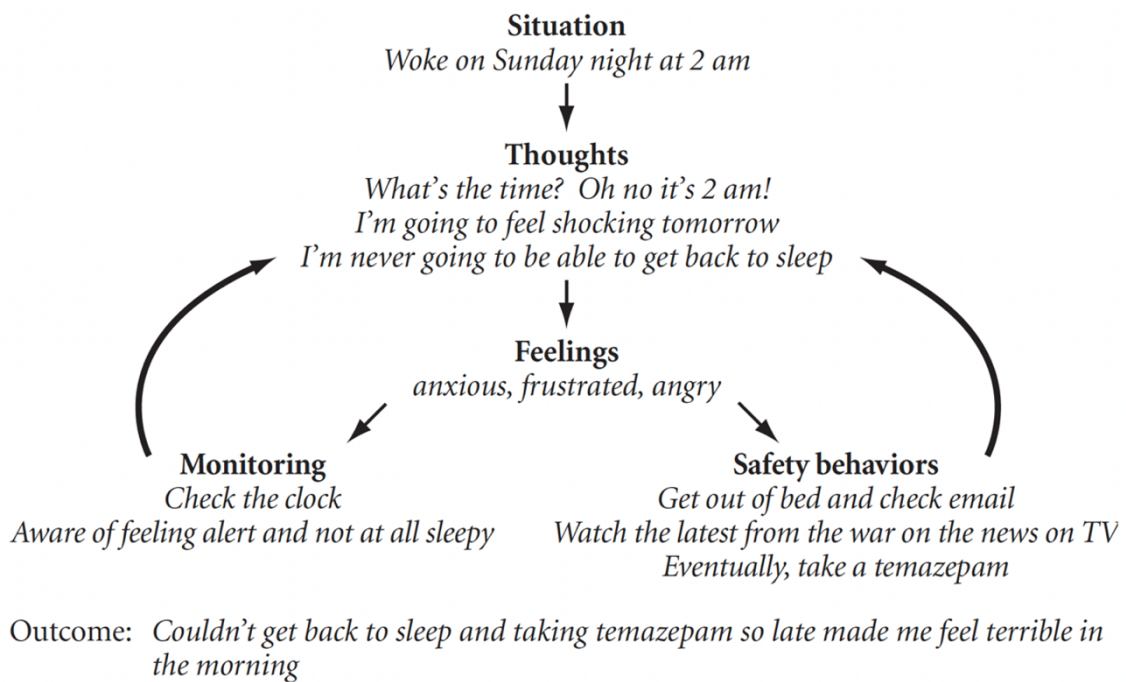 Situation
Woke on Sunday night at 2 am
Thoughts
What's the time? Oh no it's 2 am!
I'm going to feel shocking tomorrow
I'm never going to be able to get back to sleep
Feelings
anxious, frustrated, angry
Monitoring
Check the clock
Aware of feeling alert and not at all sleepy
Safety behaviors
Get out of bed and check email
Watch the latest from the war on the news on TV
Eventually, take a temazepam
Outcome: Couldn't get back to sleep and taking temazepam so late made me feel terrible in
the morning